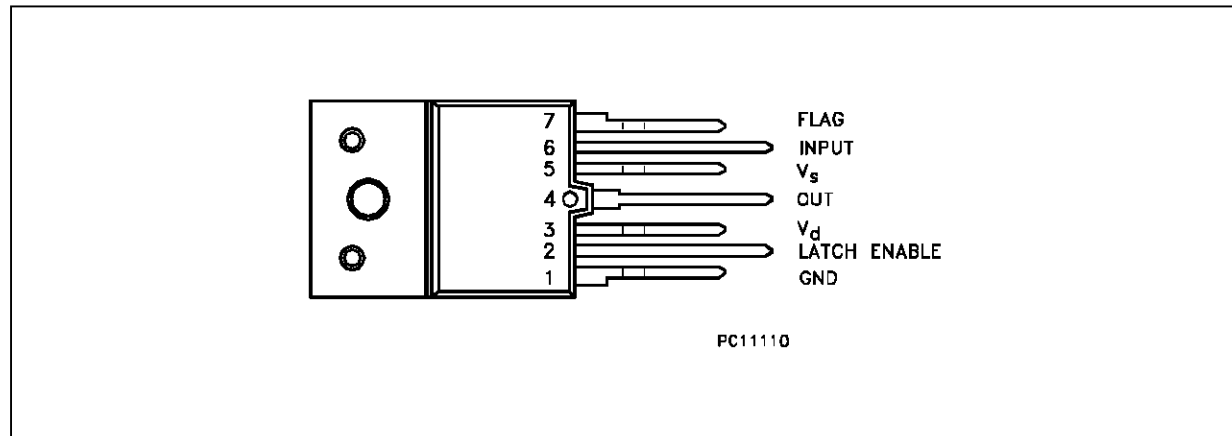 7 FLAG
6 INPUT
5 Vs
4 OUT
3 Vd
2 LATCH ENABLE
1 GND
PC11110